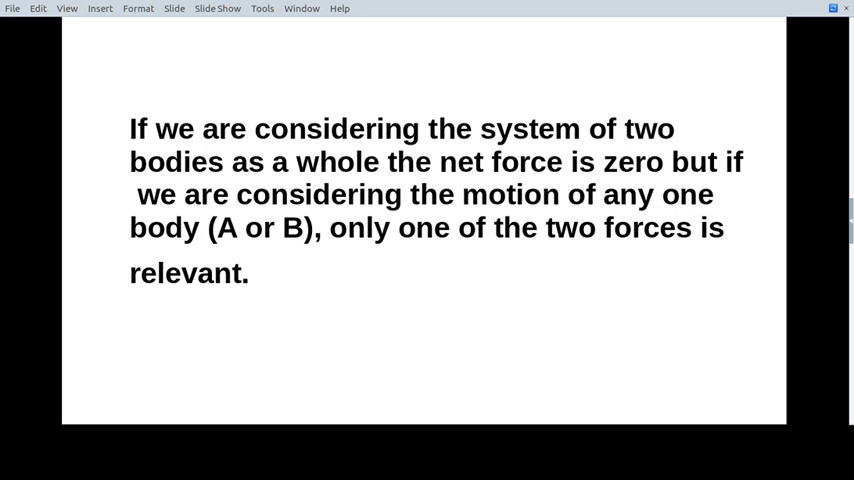 File Edit View Insert Format Slide Slide Show Tools Window Help
If we are considering the system of two
bodies as a whole the net force is zero but if
we are considering the motion of any one
body (A or B), only one of the two forces is
relevant.